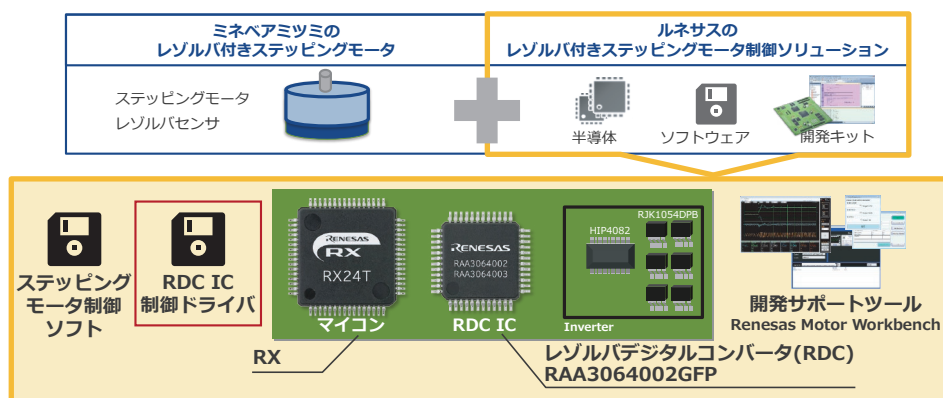 ミネベアミツミの
レゾルバ付きステッピングモータ
ルネサスの
レゾルバ付きステッピングモータ制御ソリューション
ステッピングモータ
レゾルバセンサ
半導体
ソフトウェア
開発キット
ステッピング
モータ制御
ソフト
RDC IC
制御ドライバ
RENESAS
RX
RX24T
マイコン
RENESAS
RAA3064002
RAA3064003
RDC IC
RJK1054DPB
HIP4082
Inverter
開発サポートツール
Renesas Motor Workbench
RX
レゾルバデジタルコンバータ(RDC)
RAA3064002GFP